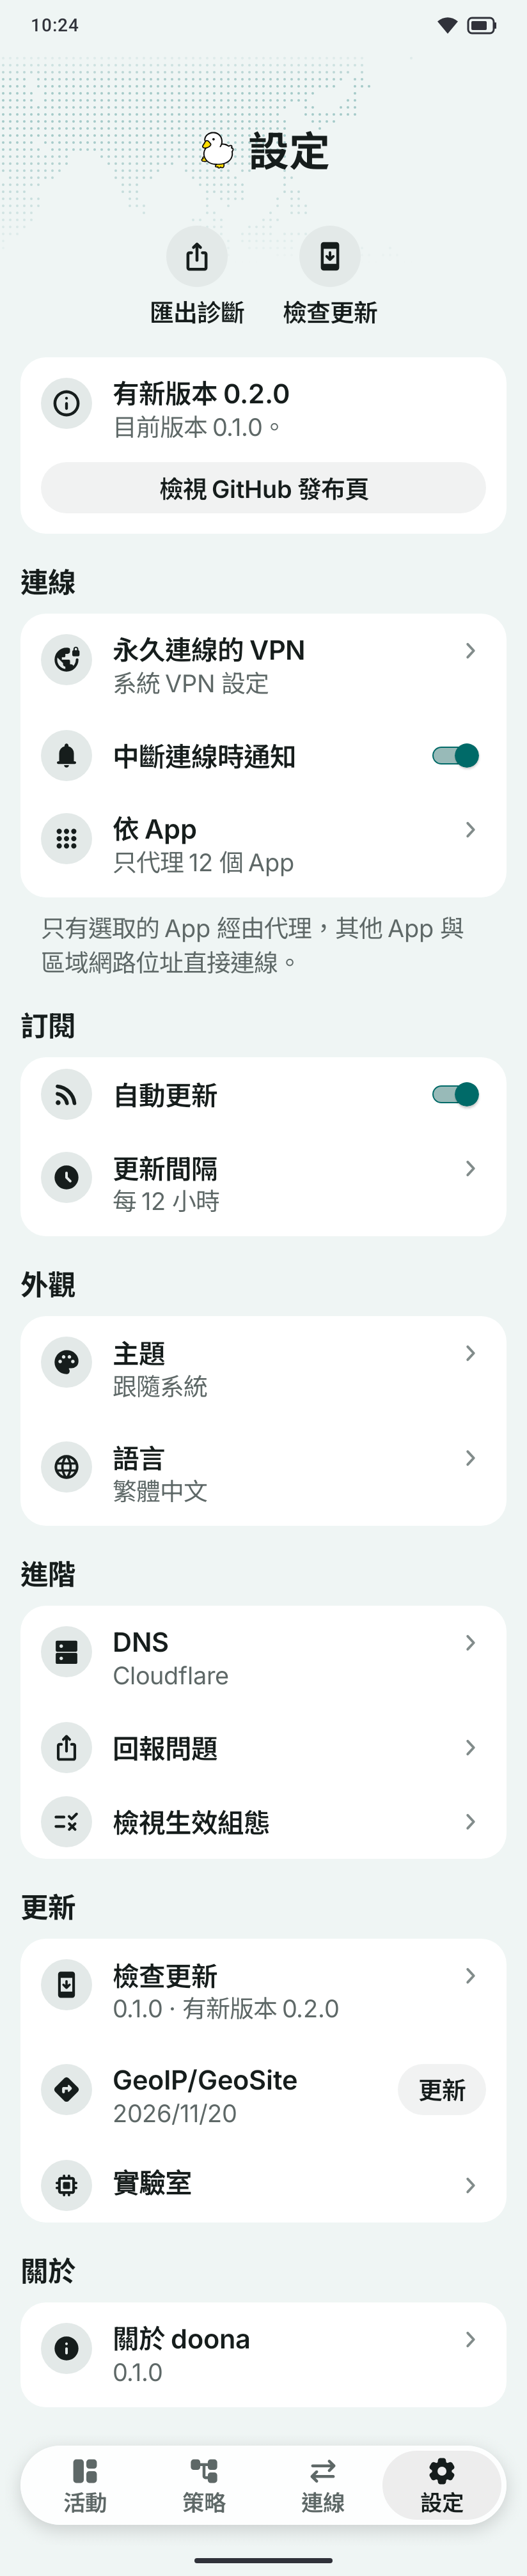 10:24
設定
匯出診斷
檢查更新
有新版本 0.2.0
目前版本 0.1.0。
檢視 GitHub 發布頁
連線
永久連線的 VPN
系統 VPN 設定
中斷連線時通知
依 App
只代理 12 個 App
只有選取的 App 經由代理，其他 App 與
區域網路位址直接連線。
訂閱
自動更新
更新間隔
每 12 小時
外觀
主題
跟隨系統
語言
繁體中文
進階
DNS
Cloudflare
回報問題
檢視生效組態
更新
檢查更新
0.1.0 · 有新版本 0.2.0
GeoIP/GeoSite
2026/11/20
更新
實驗室
關於
關於 doona
0.1.0
活動
策略
連線
設定